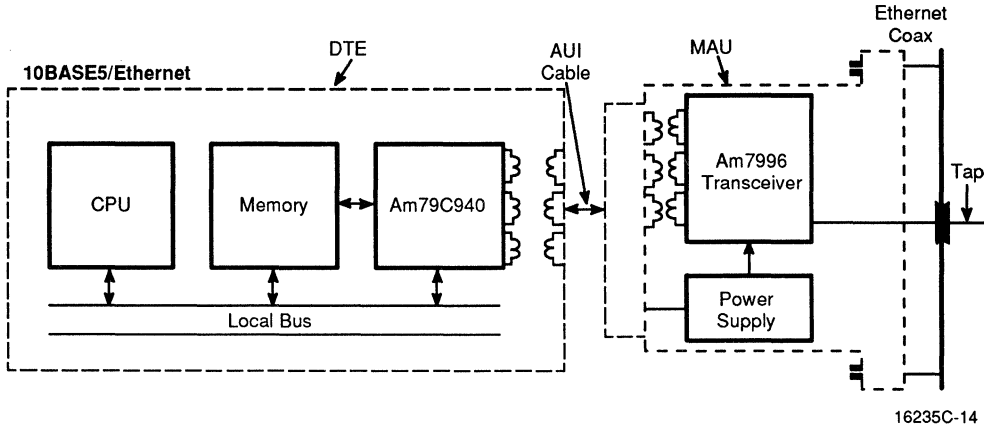 Ethernet
Coax
DTE
AUI
Cable
MAU
10BASE5/Ethernet
CPU
Memory
Am79C940
Am7996
Transceiver
Tap
Power
Supply
Local Bus
16235C-14